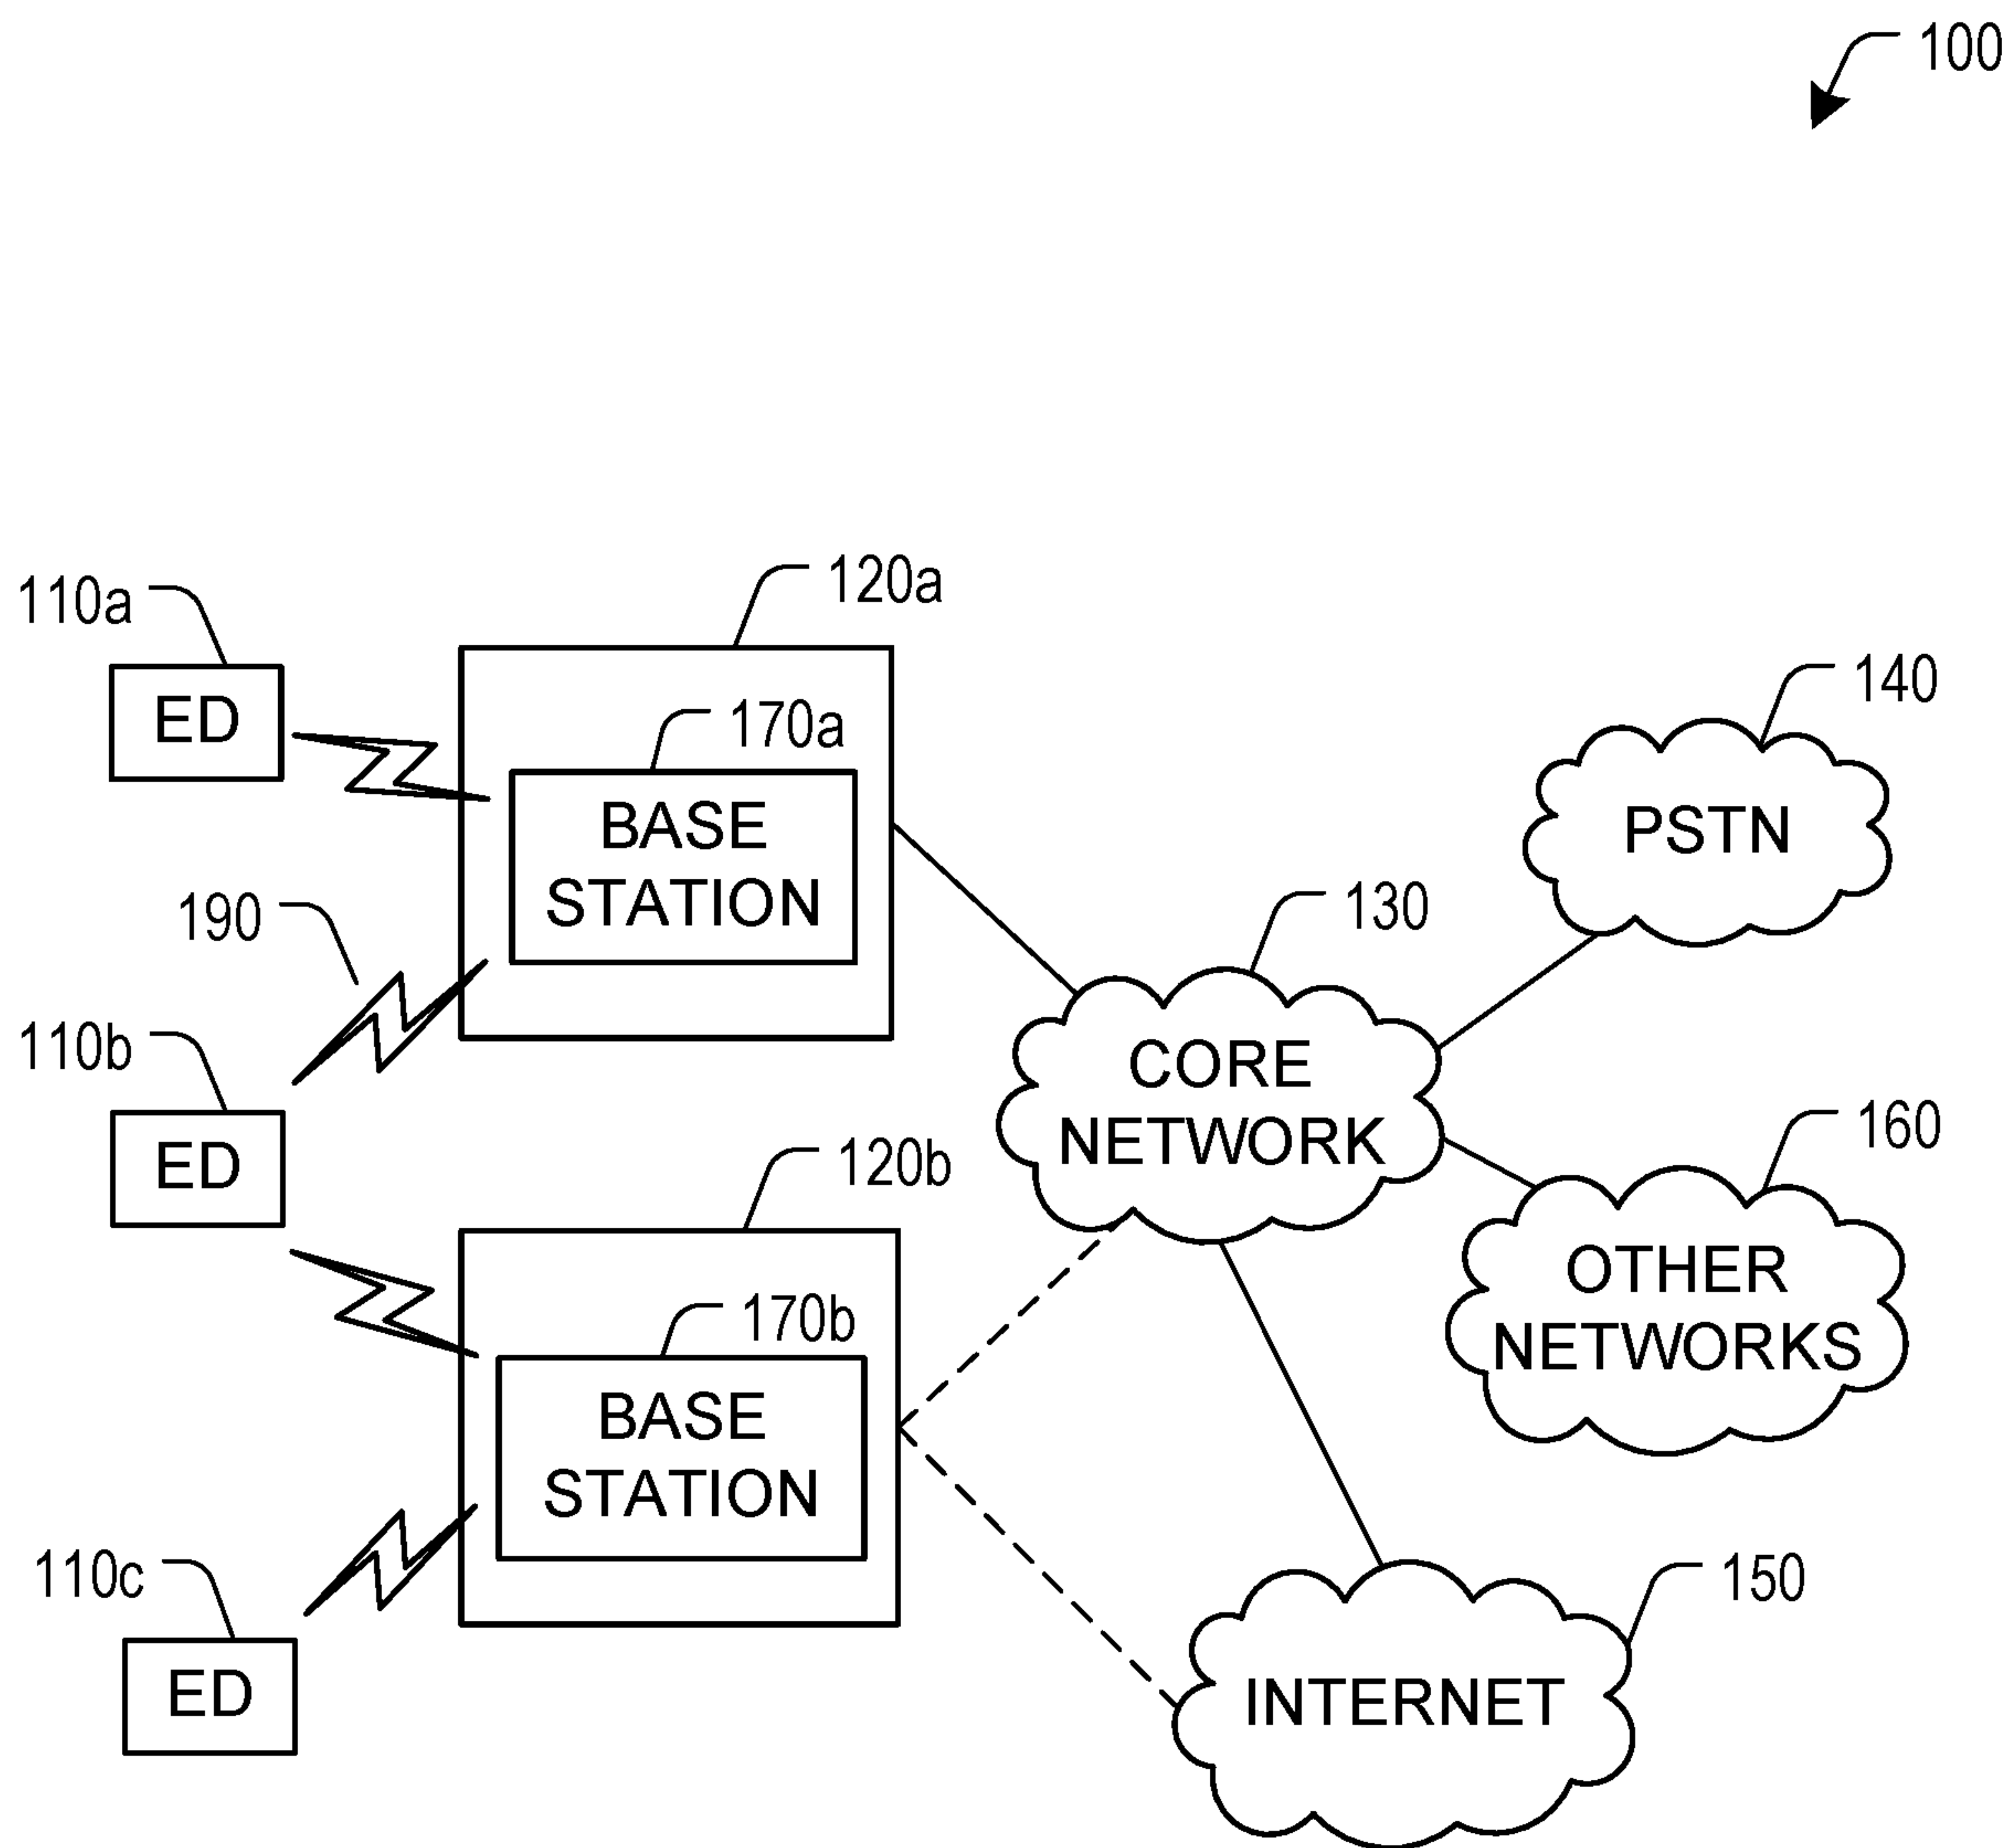 100
120a
110a
ED
170a
140
BASE
STATION
PSTN
190
130
110b
CORE
NETWORK
ED
120b
160
170b
OTHER
NETWORKS
BASE
STATION
110c
150
ED
INTERNET